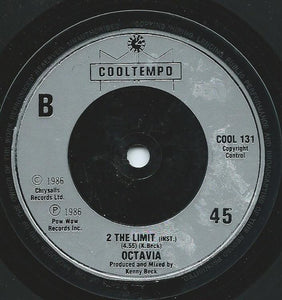 COOLTEMPO
B
COOL 131
Copyright
Control
© 1986
Chrysalis
Records Ltd.
℗ 1986
Pow Wow
Records Inc.
45
2 THE LIMIT (INST.)
(4.55) (K.Beck)
OCTAVIA
Produced and Mixed by
Kenny Beck